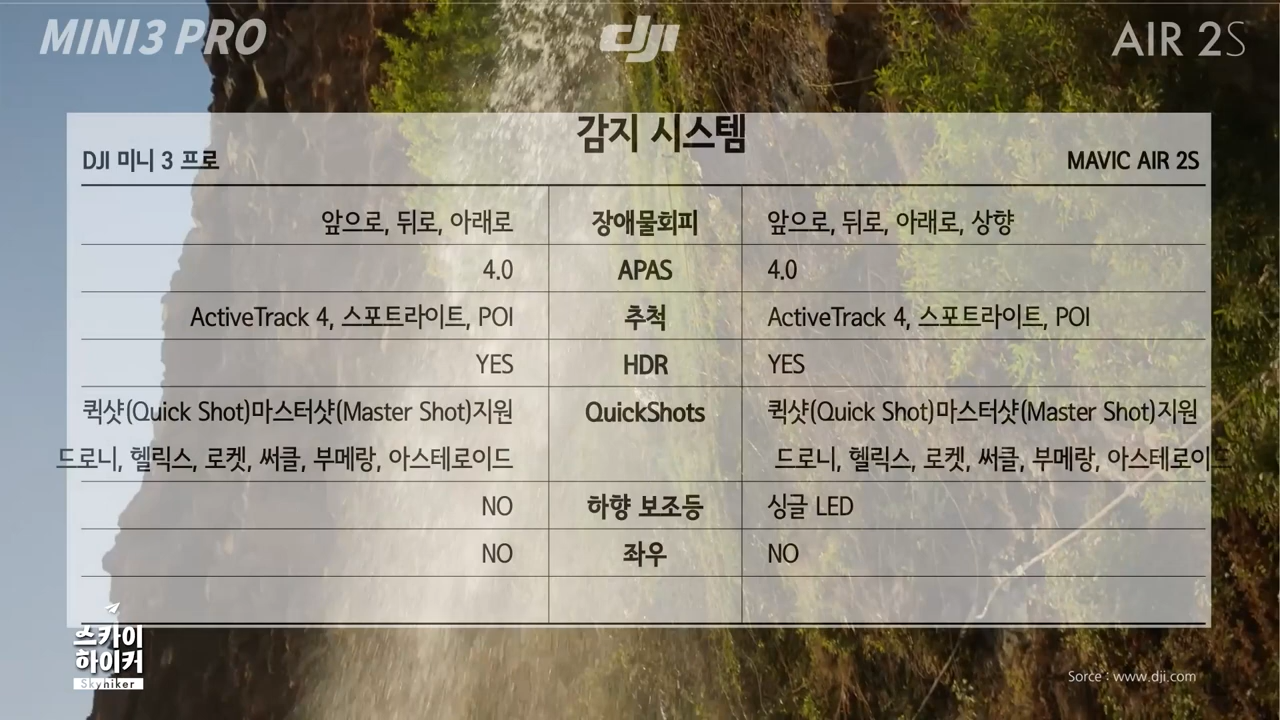 MINI3 PRO
dji
AIR 2S
감지 시스템
DJI 미니 3 프로
MAVIC AIR 2S
앞으로, 뒤로, 아래로 장애물회피 앞으로, 뒤로, 아래로, 상향
4.0 APAS 4.0
ActiveTrack 4, 스포트라이트, POI 추척 ActiveTrack 4, 스포트라이트, POI
YES HDR YES
퀵샷(Quick Shot)마스터샷(Master Shot)지원 QuickShots 퀵샷(Quick Shot)마스터샷(Master Shot)지원
드로니, 헬릭스, 로켓, 써클, 부메랑, 아스테로이드 드로니, 헬릭스, 로켓, 써클, 부메랑, 아스테로이드
NO 하향 보조등 싱글 LED
NO 좌우 NO
스카이
하이커
Skyhiker
Sorce : www.dji.com